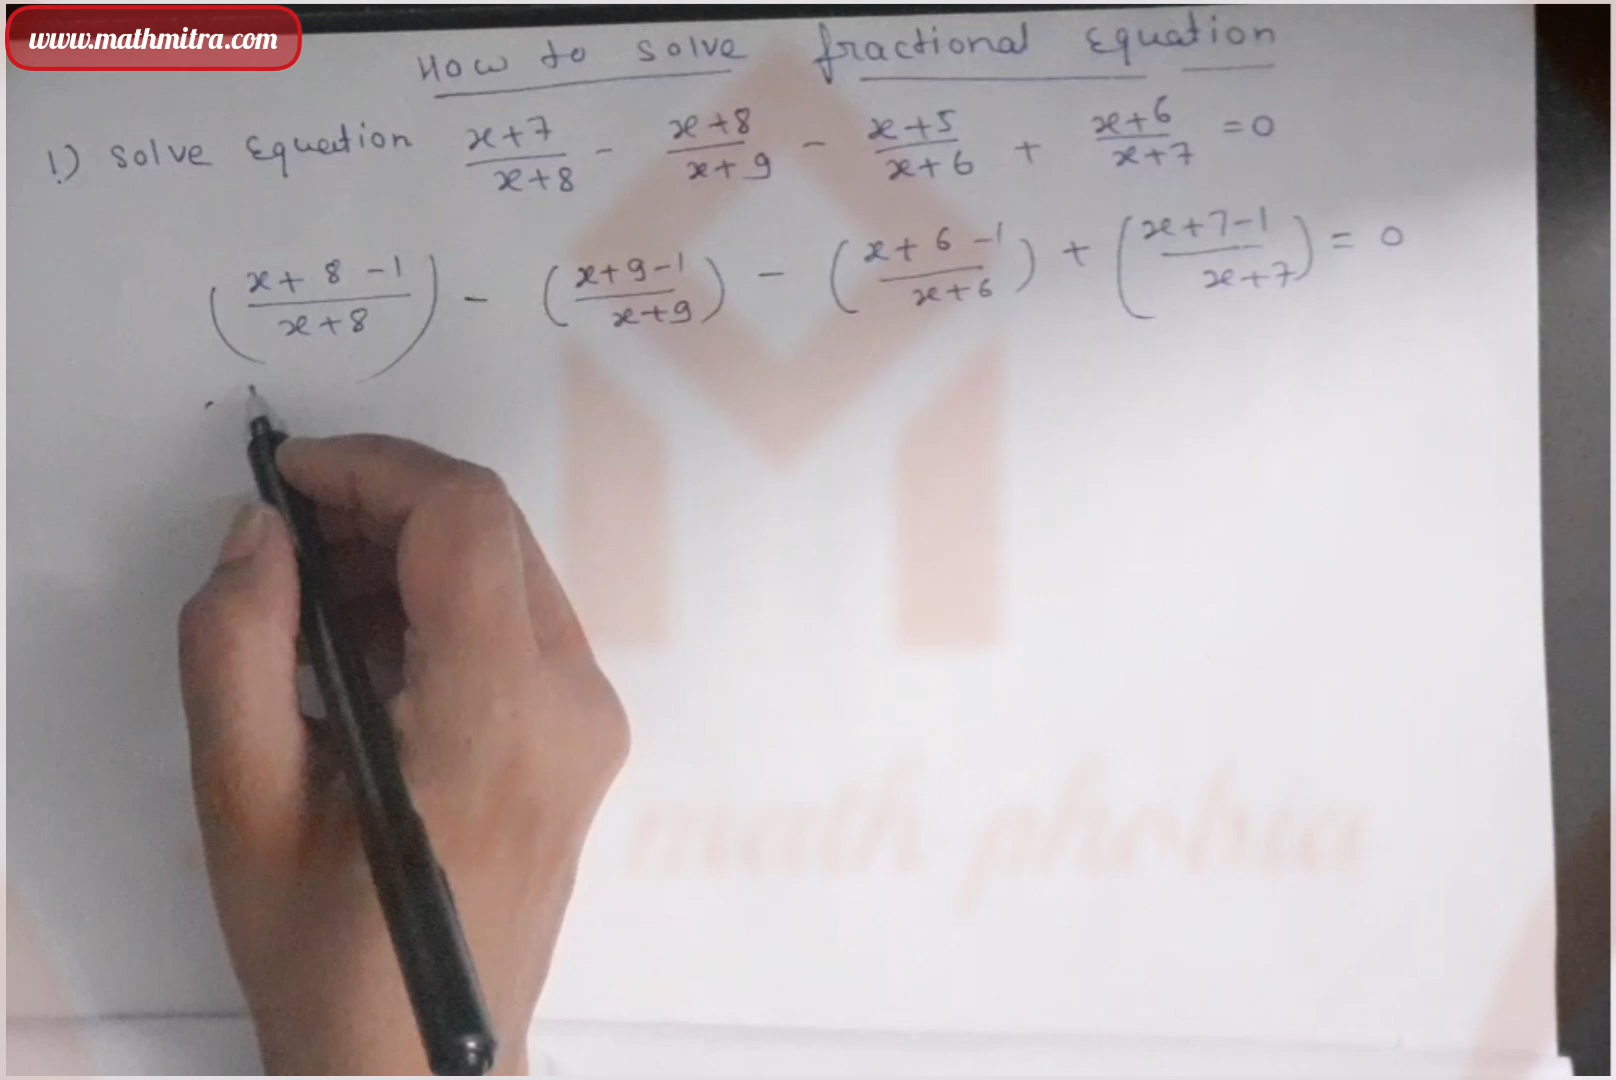 www.mathmitra.com
How to solve fractional Equation
1.) Solve Equation x+7/x+8 - x+8/x+9 - x+5/x+6 + x+6/x+7 =0
(x+8-1/x+8) - (x+9-1/x+9) - (x+6-1/x+6) + (x+7-1/x+7) = 0
math phobia